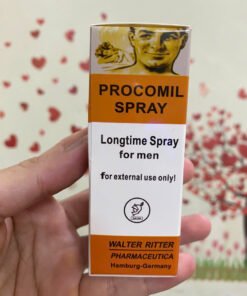 PROCOMIL
SPRAY
Longtime Spray
for men
for external use only!
WALTER RITTER
PHARMACEUTICA
Hamburg-Germany